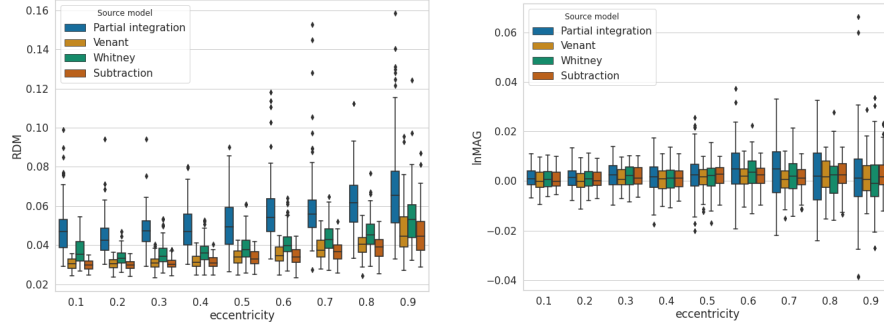 Source model
Partial integration
Venant
Whitney
Subtraction
RDM
0.16
0.14
0.12
0.10
0.08
0.06
0.04
0.02
0.1 0.2 0.3 0.4 0.5 0.6 0.7 0.8 0.9
eccentricity
Source model
Partial integration
Venant
Whitney
Subtraction
lnMAG
0.06
0.04
0.02
0.00
−0.02
−0.04
0.1 0.2 0.3 0.4 0.5 0.6 0.7 0.8 0.9
eccentricity